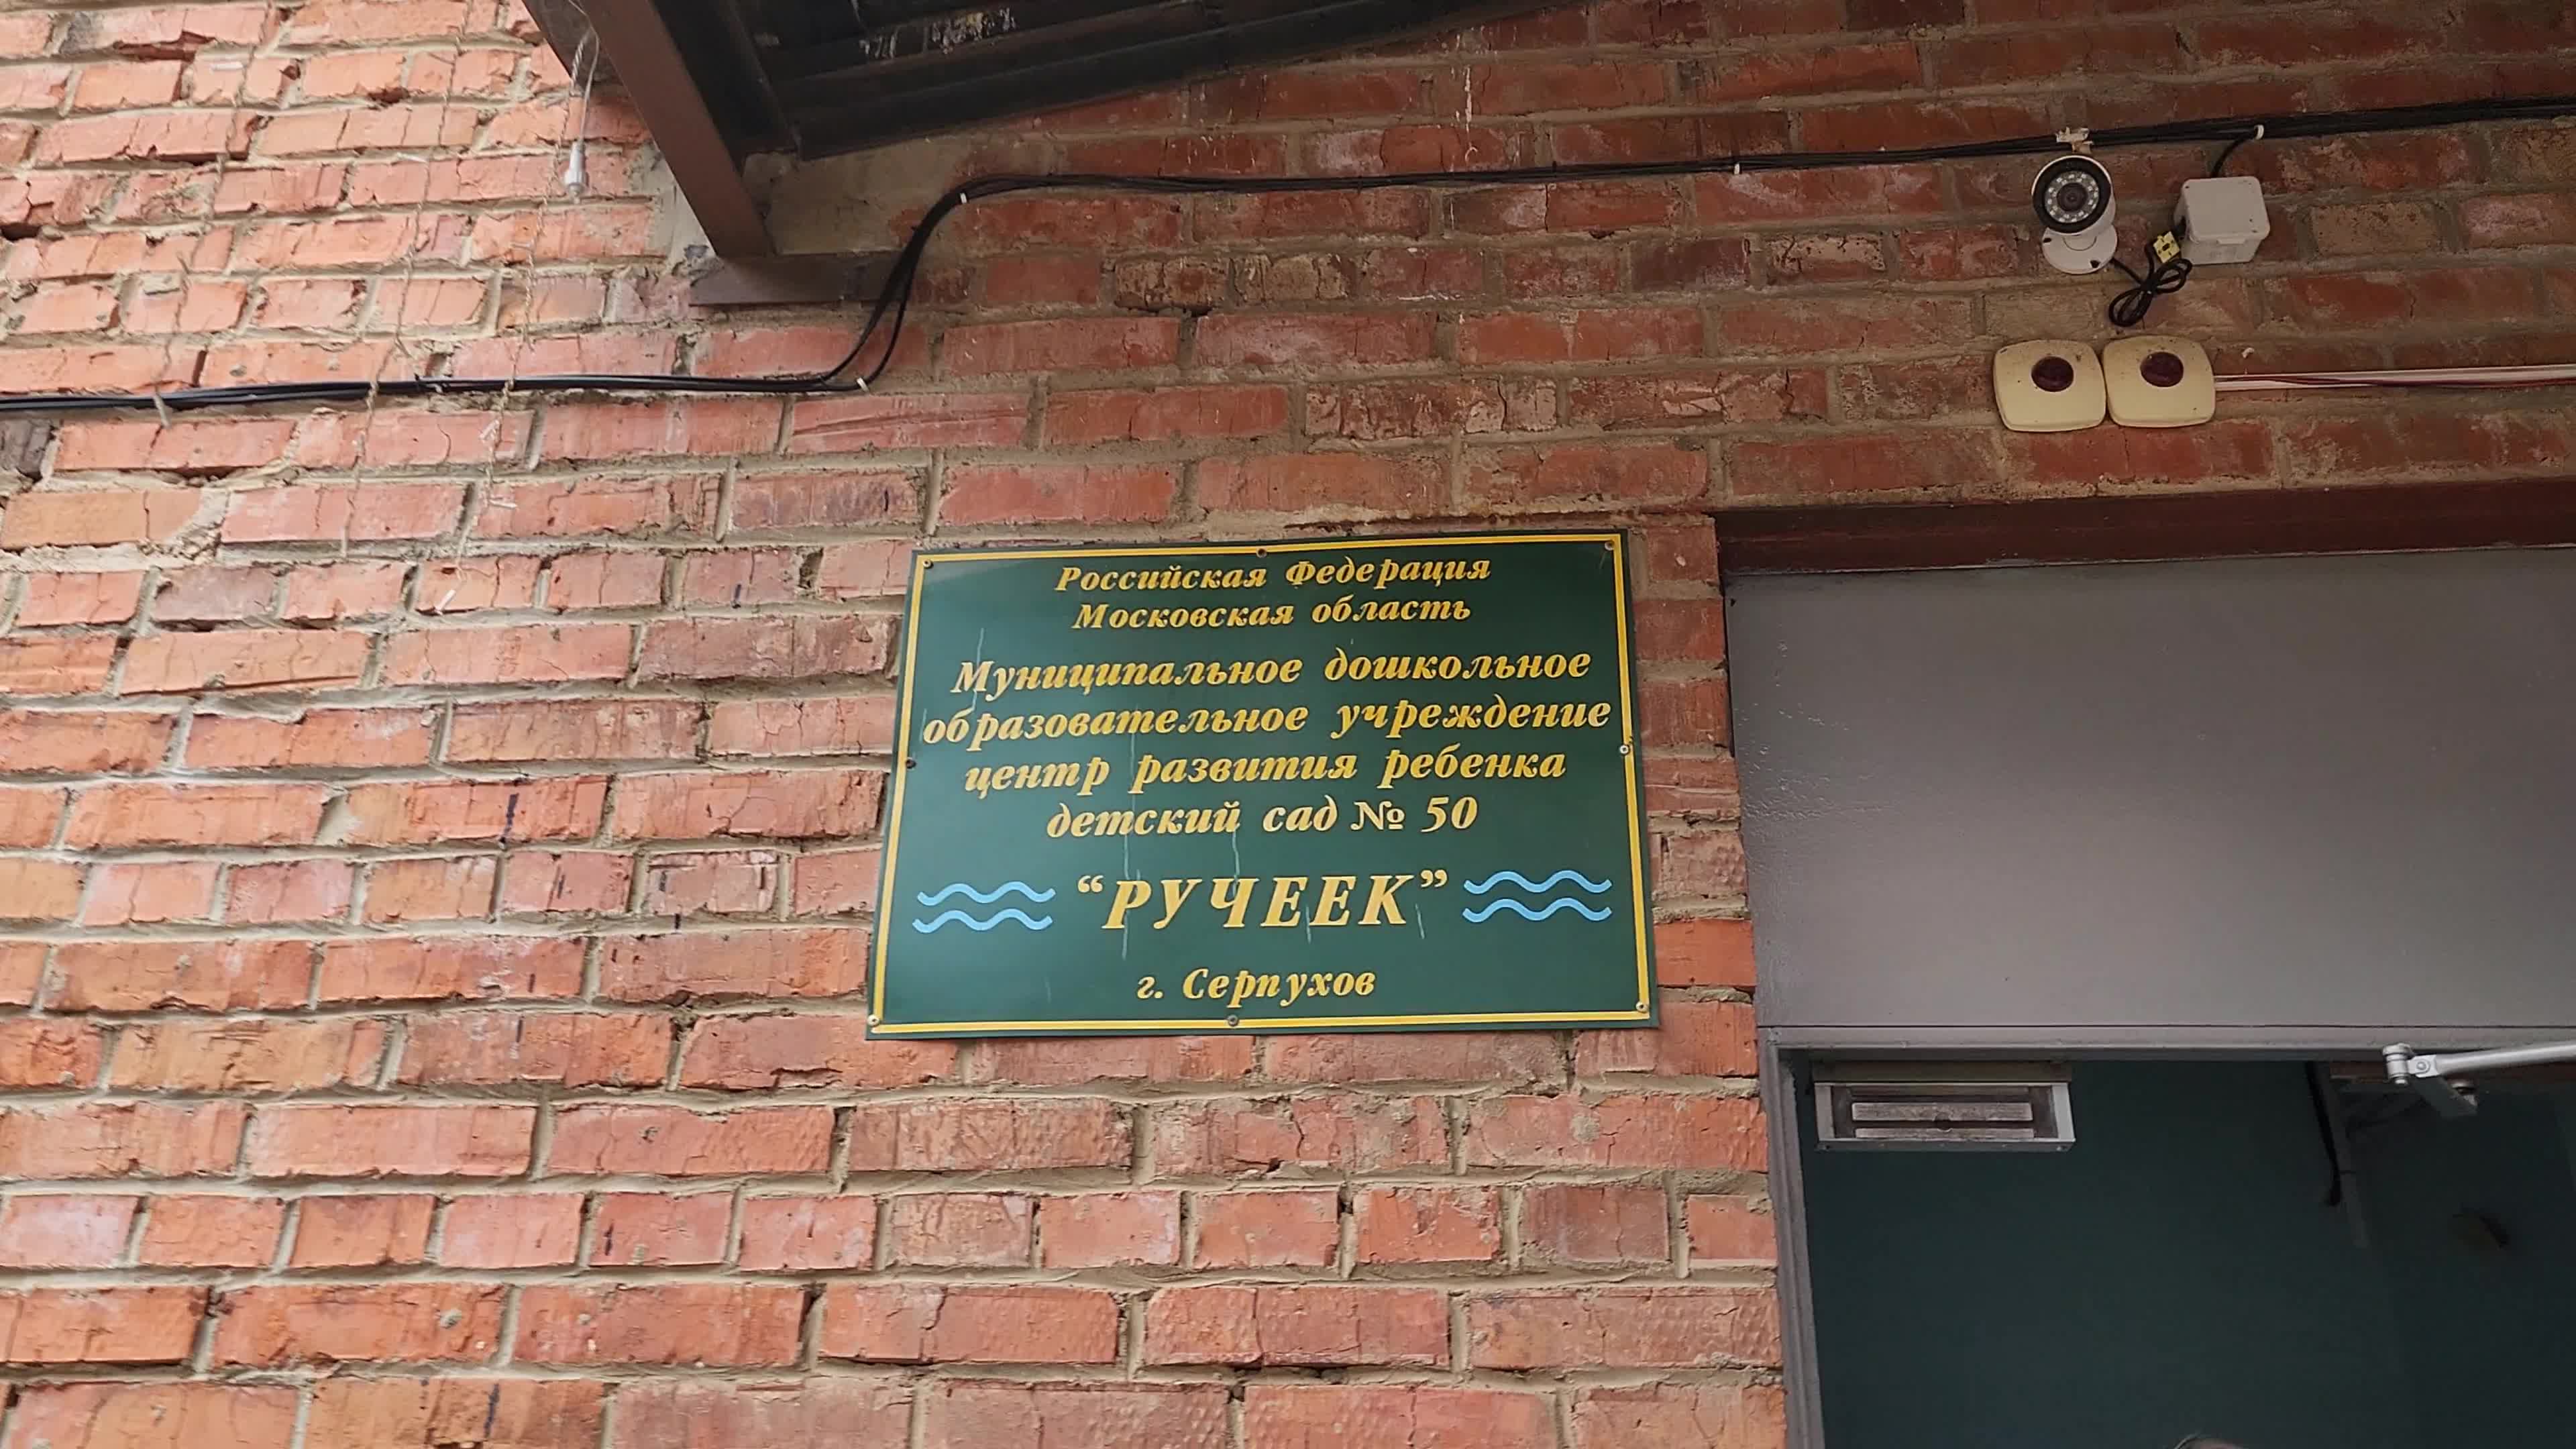 Российская Федерация
Московская область
Муниципальное дошкольное
образовательное учреждение
центр развития ребенка
детский сад № 50
“РУЧЕЕК”
г. Серпухов